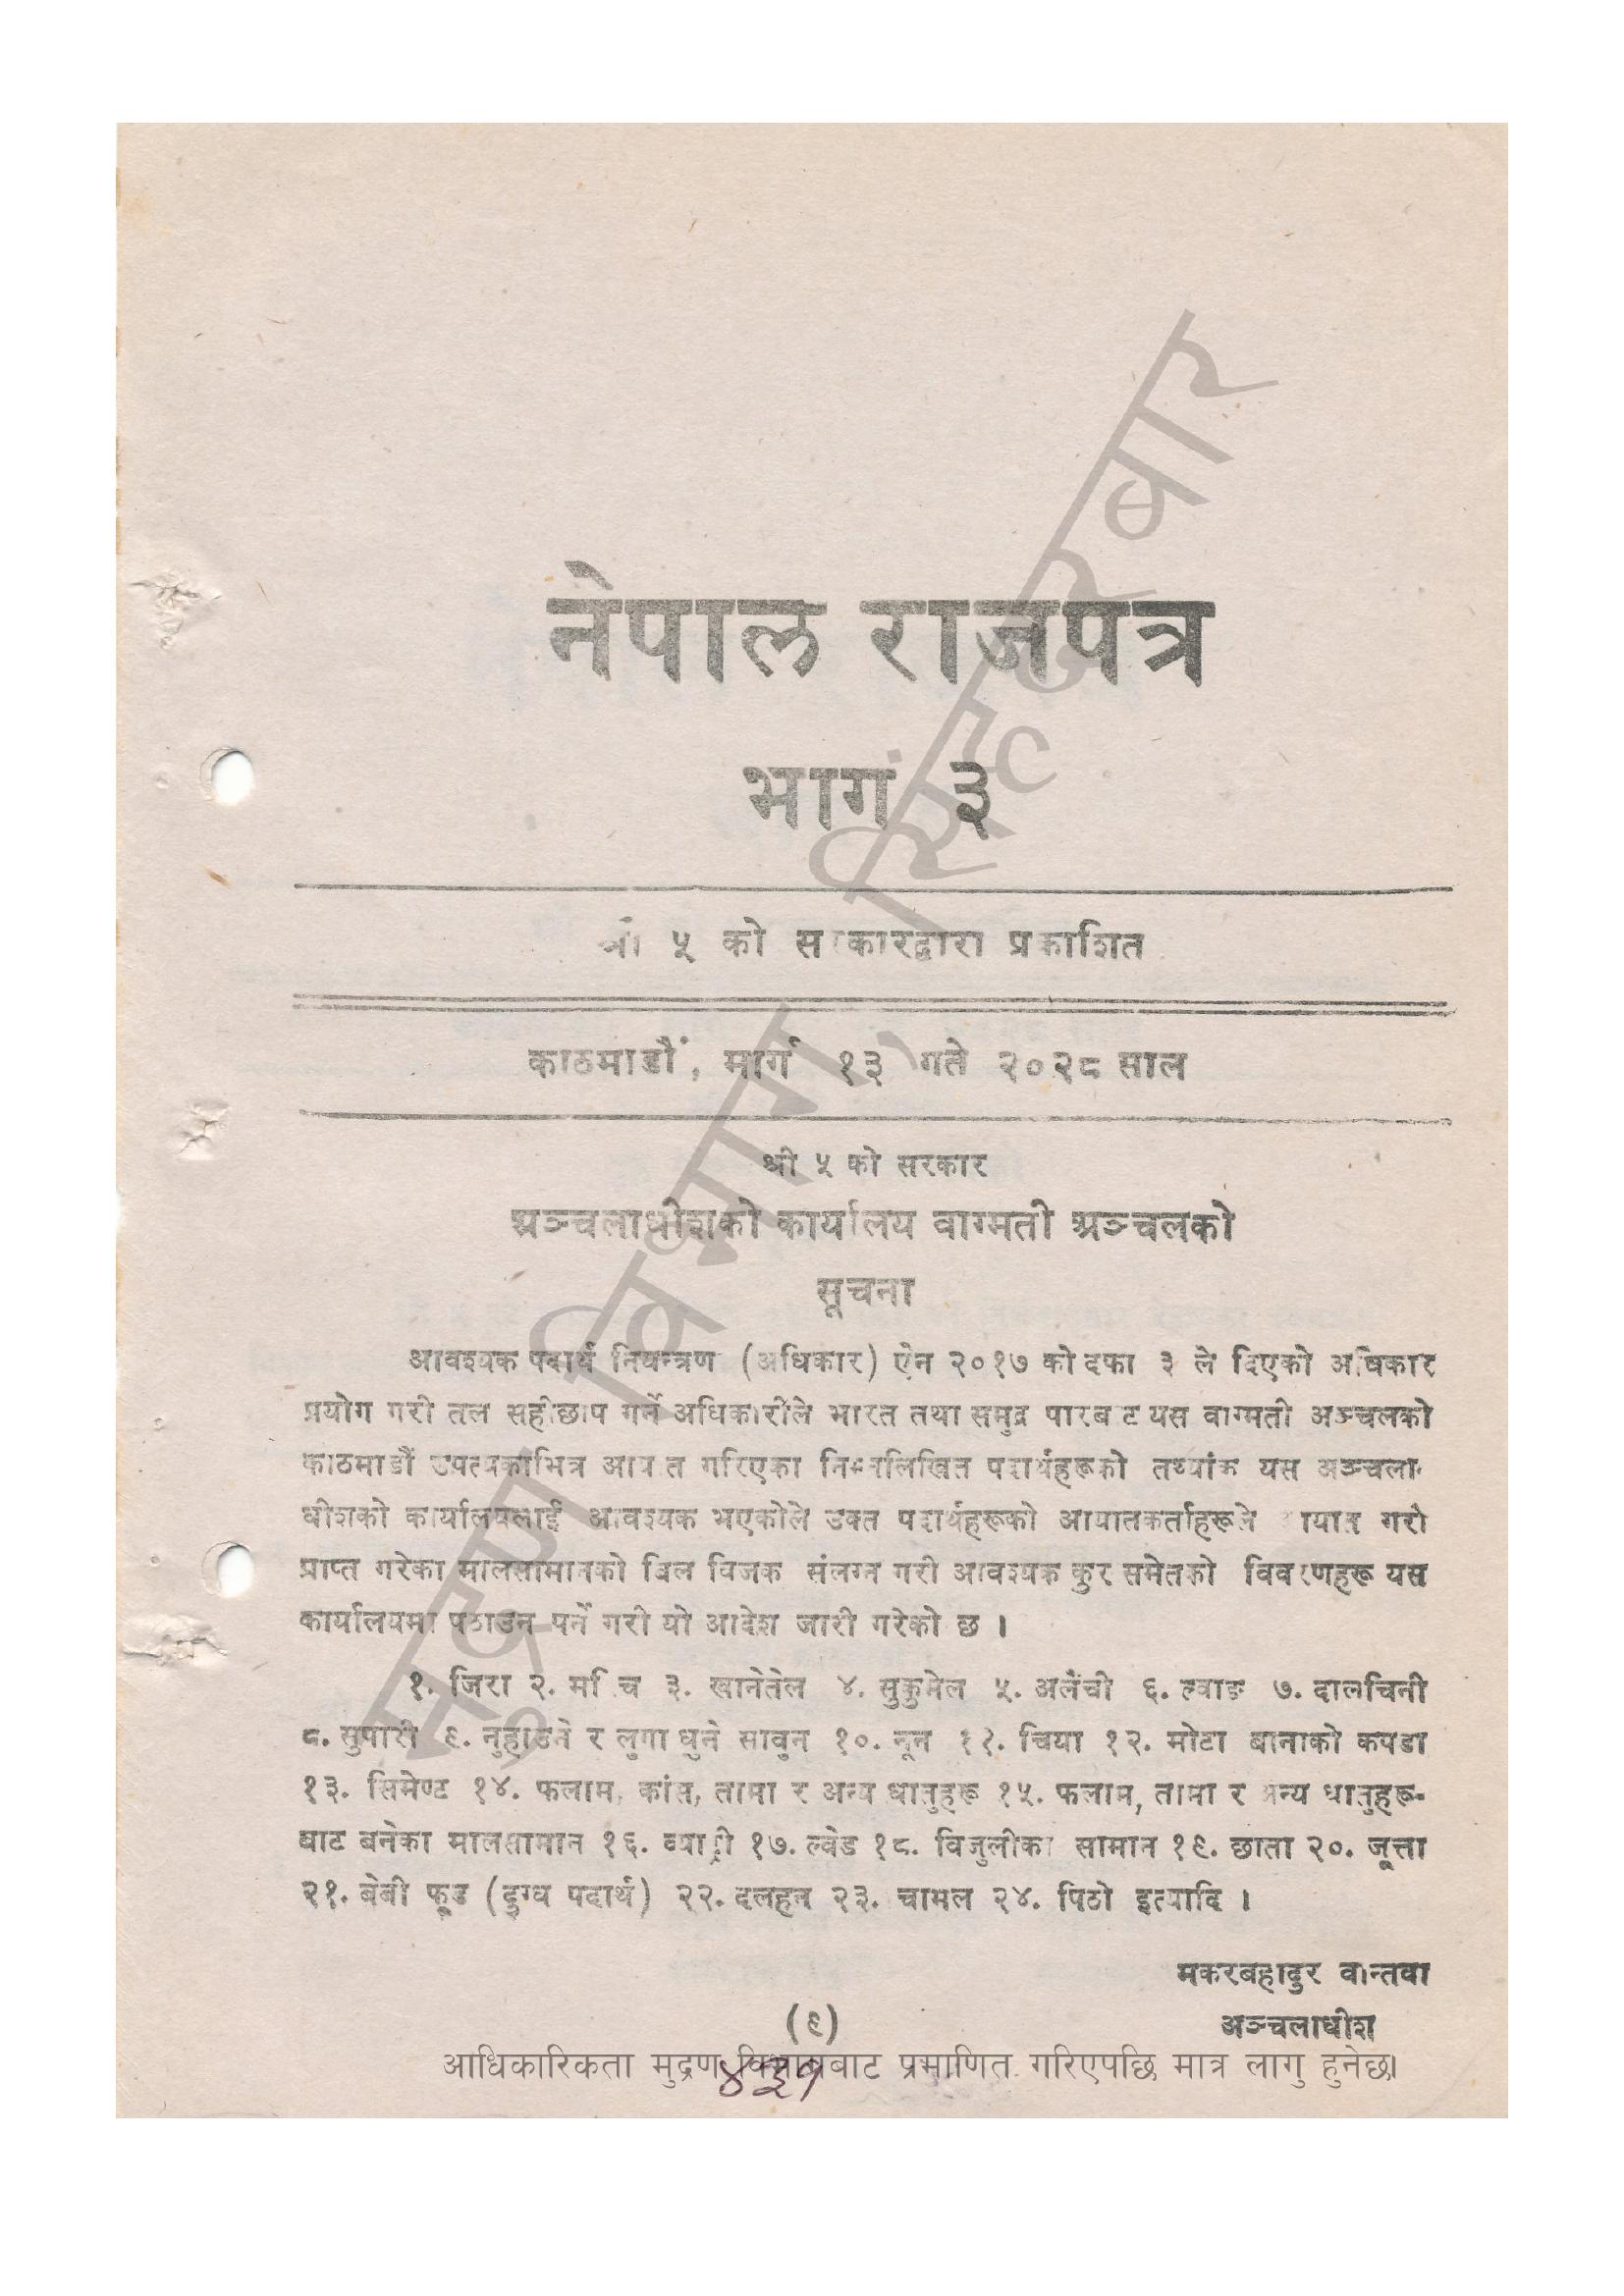 नेपाल राजपत्र
भाग ३
श्री ५ को सरकारद्वारा प्रकाशित
काठमाडौं, मार्ग १३ गते २०२८ साल
श्री ५ को सरकार
अञ्चलाधीशको कार्यालय वाग्मती अञ्चलको
सूचना
आवश्यक पदार्थ नियन्त्रण (अधिकार) ऐन २०१७ को दफा ३ ले दिएको अधिकार
प्रयोग गरी तल सहीछाप गर्ने अधिकारीले भारत तथा समुद्र पारबाट यस वाग्मती अञ्चलको
काठमाडौं उपत्यकाभित्र आयात गरिएका निम्नलिखित पदार्थहरूको तथ्यांक यस अञ्चला-
धीशको कार्यालयलाई आवश्यक भएकोले उक्त पदार्थहरूको आयातकर्ताहरूले आयात गरी
प्राप्त गरेका मालसामानको बिल विजक संलग्न गरी आवश्यक कुर समेतको विवरणहरू यस
कार्यालयमा पठाउन पर्ने गरी यो आदेश जारी गरेको छ ।
१. जिरा २. मरिच ३. खानेतेल ४. सुकुमेल ५. अलैंची ६. ल्वाङ ७. दालचिनी
८. सुपारी ९. नुहाउने र लुगा धुने सावुन १०. नून ११. चिया १२. मोटा बानाको कपडा
१३. सिमेण्ट १४. फलाम, कांस, तामा र अन्य धातुहरू १५. फलाम, तामा र अन्य धातुहरू-
बाट बनेका मालसामान १६. व्याट्री १७. ल्वेड १८. विजुलीका सामान १९. छाता २०. जूत्ता
२१. बेबी फूड (दुग्ध पदार्थ) २२. दलहन २३. चामल २४. पिठो इत्यादि ।
मकरबहादुर वान्तवा
अञ्चलाधीश
(९)
आधिकारिकता मुद्रण विभागबाट प्रमाणित गरिएपछि मात्र लागु हुनेछ।
४३१
मुद्रण विभाग, सिंहदरबार